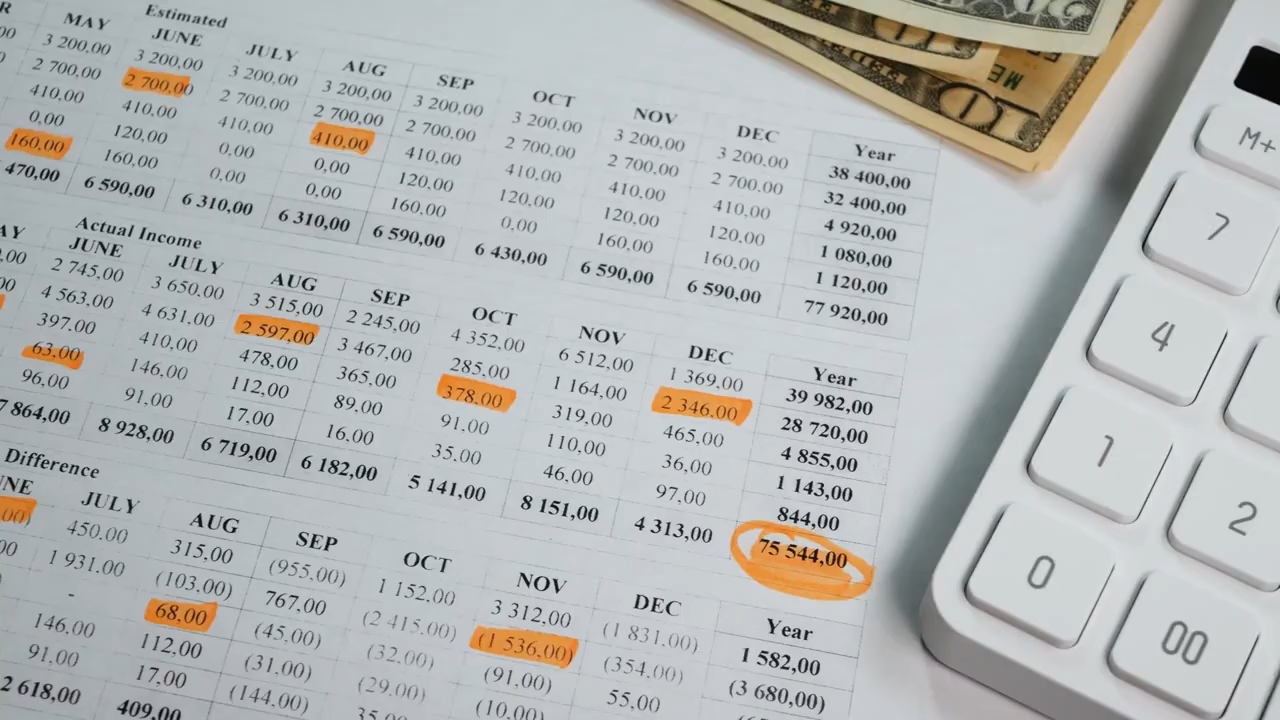 Estimated
R MAY JUNE JULY AUG SEP OCT NOV DEC Year
00 3 200,00 3 200,00 3 200,00 3 200,00 3 200,00 3 200,00 3 200,00 3 200,00 38 400,00
2 700,00 2 700,00 2 700,00 2 700,00 2 700,00 2 700,00 2 700,00 2 700,00 32 400,00
410,00 410,00 410,00 410,00 410,00 410,00 410,00 410,00 4 920,00
0,00 120,00 0,00 0,00 120,00 120,00 120,00 120,00 1 080,00
160,00 160,00 0,00 0,00 160,00 0,00 160,00 160,00 1 120,00
470,00 6 590,00 6 310,00 6 310,00 6 590,00 6 430,00 6 590,00 6 590,00 77 920,00
Actual Income
AY JUNE JULY AUG SEP OCT NOV DEC Year
00 2 745,00 3 650,00 3 515,00 2 245,00 4 352,00 6 512,00 1 369,00 39 982,00
00 4 563,00 4 631,00 2 597,00 3 467,00 285,00 1 164,00 2 346,00 28 720,00
397,00 410,00 478,00 365,00 378,00 319,00 465,00 4 855,00
63,00 146,00 112,00 89,00 91,00 110,00 36,00 1 143,00
96,00 91,00 17,00 16,00 35,00 46,00 97,00 844,00
7 864,00 8 928,00 6 719,00 6 182,00 5 141,00 8 151,00 4 313,00 75 544,00
Difference
UNE JULY AUG SEP OCT NOV DEC Year
00) 450,00 315,00 (955,00) 1 152,00 3 312,00 (1 831,00) 1 582,00
00 1 931,00 (103,00) 767,00 (2 415,00) (1 536,00) (354,00) (3 680,00)
- 68,00 (45,00) (32,00) (91,00) 55,00
146,00 112,00 (31,00) (29,00) (10,00)
91,00 17,00 (144,00) 35,00
2 618,00 409,00
M+
7
4
1
2
0
00